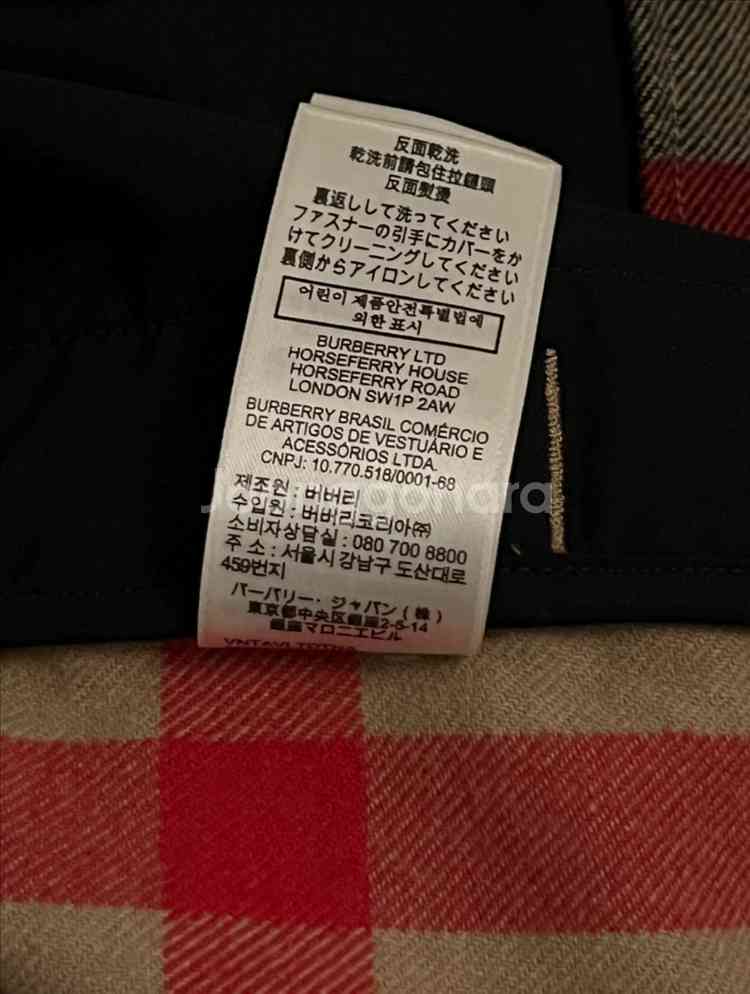 反面乾洗
乾洗前請包住拉鏈頭
反面熨燙
裏返しして洗ってください
ファスナーの引手にカバーをか
けてクリーニングしてください
裏側からアイロンしてください
어린이 제품안전특별법에
의한 표시
BURBERRY LTD
HORSEFERRY HOUSE
HORSEFERRY ROAD
LONDON SW1P 2AW
BURBERRY BRASIL COMÉRCIO
DE ARTIGOS DE VESTUÁRIO E
ACESSÓRIOS LTDA.
CNPJ: 10.770.518/0001-68
제조원 : 버버리
수입원 : 버버리코리아㈜
소비자상담실 : 080 700 8800
주 소 : 서울시 강남구 도산대로
459번지
バーバリー・ジャパン(株)
東京都中央区銀座2-5-14
銀座マロニエビル